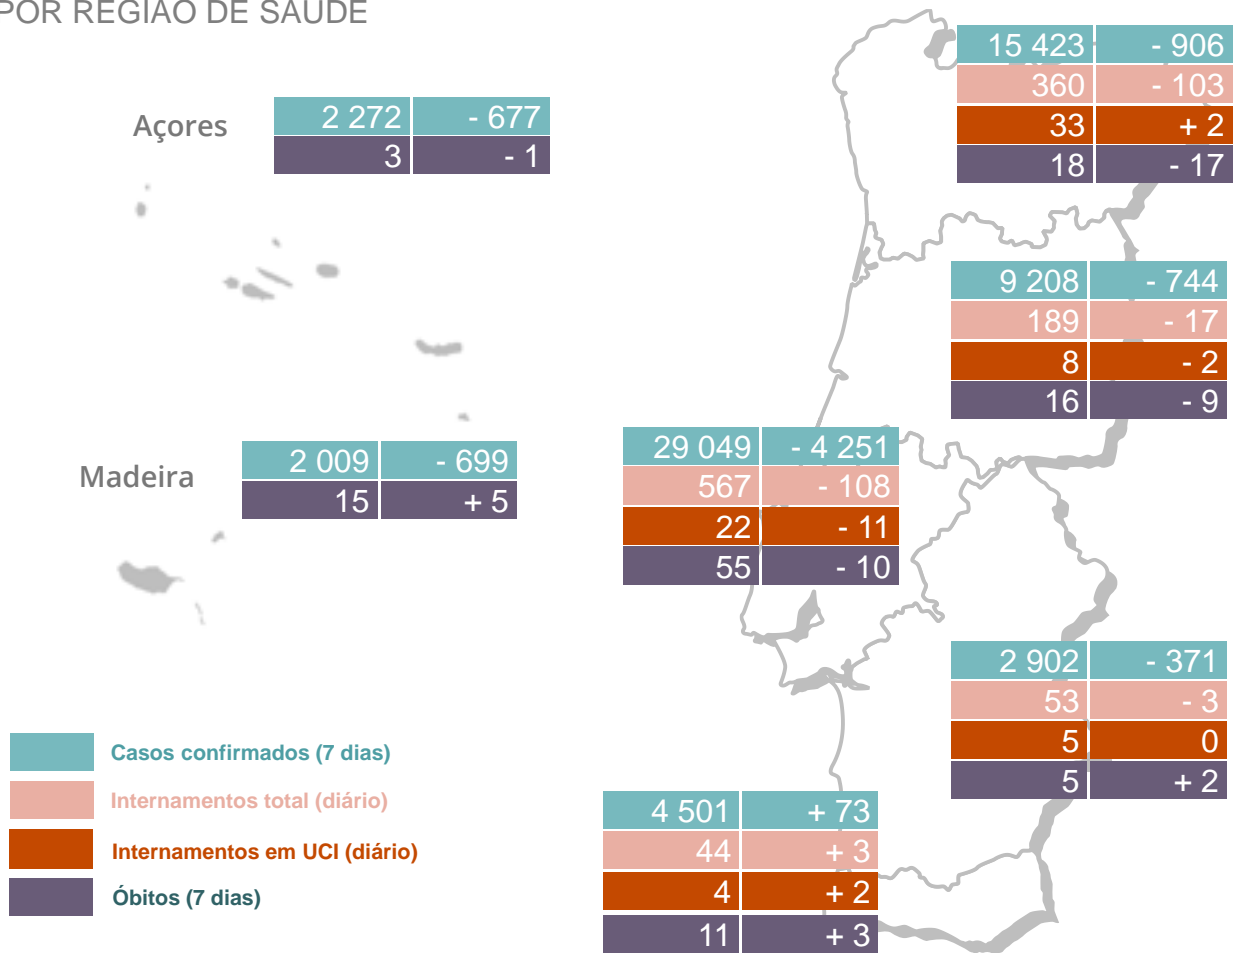 POR REGIÃO DE SAÚDE
15 423 - 906
360 - 103
33 + 2
18 - 17
Açores
2 272 - 677
3 - 1
9 208 - 744
189 - 17
8 - 2
16 - 9
Madeira
2 009 - 699
15 + 5
29 049 - 4 251
567 - 108
22 - 11
55 - 10
2 902 - 371
53 - 3
5 0
5 + 2
Casos confirmados (7 dias)
Internamentos total (diário)
Internamentos em UCI (diário)
Óbitos (7 dias)
4 501 + 73
44 + 3
4 + 2
11 + 3